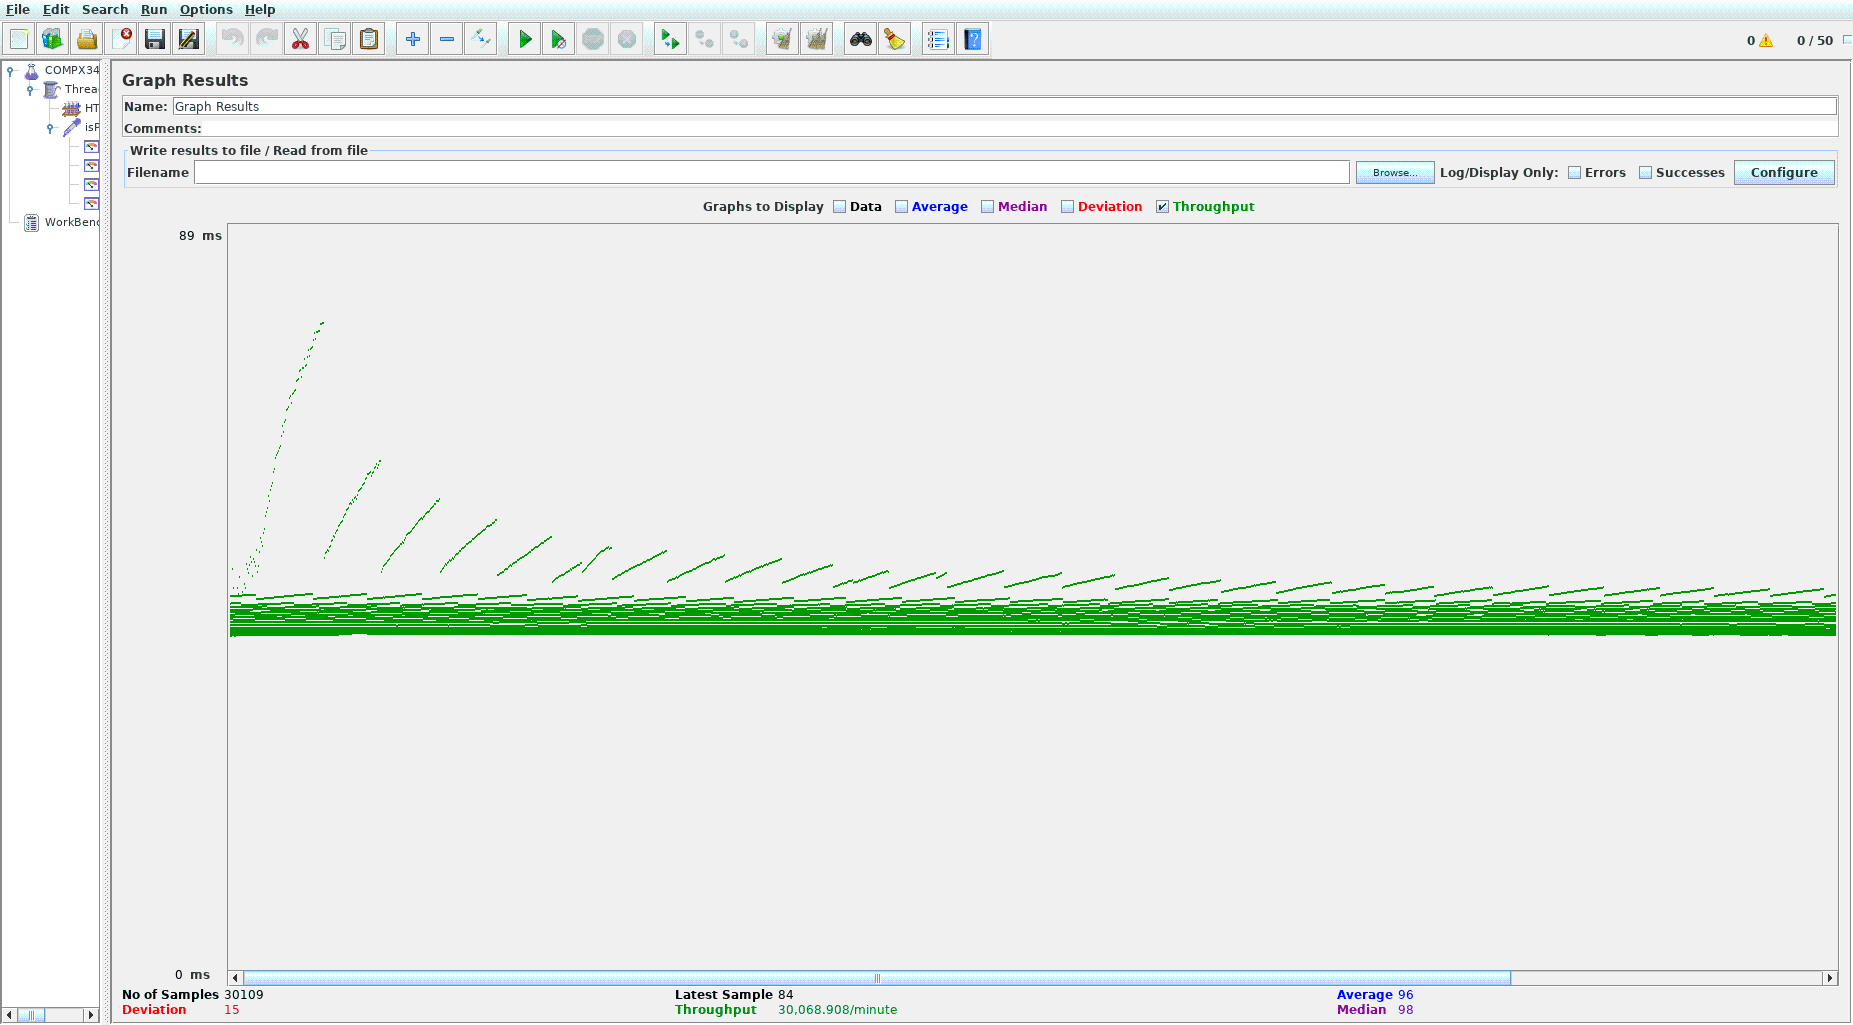 File Edit Search Run Options Help
0 0 / 50
COMPX34
Threa
HT
isP
WorkBenc
Graph Results
Name: Graph Results
Comments:
Write results to file / Read from file
Filename Browse... Log/Display Only: Errors Successes Configure
Graphs to Display Data Average Median Deviation Throughput
89 ms
0 ms
No of Samples 30109 Latest Sample 84 Average 96
Deviation 15 Throughput 30,068.908/minute Median 98